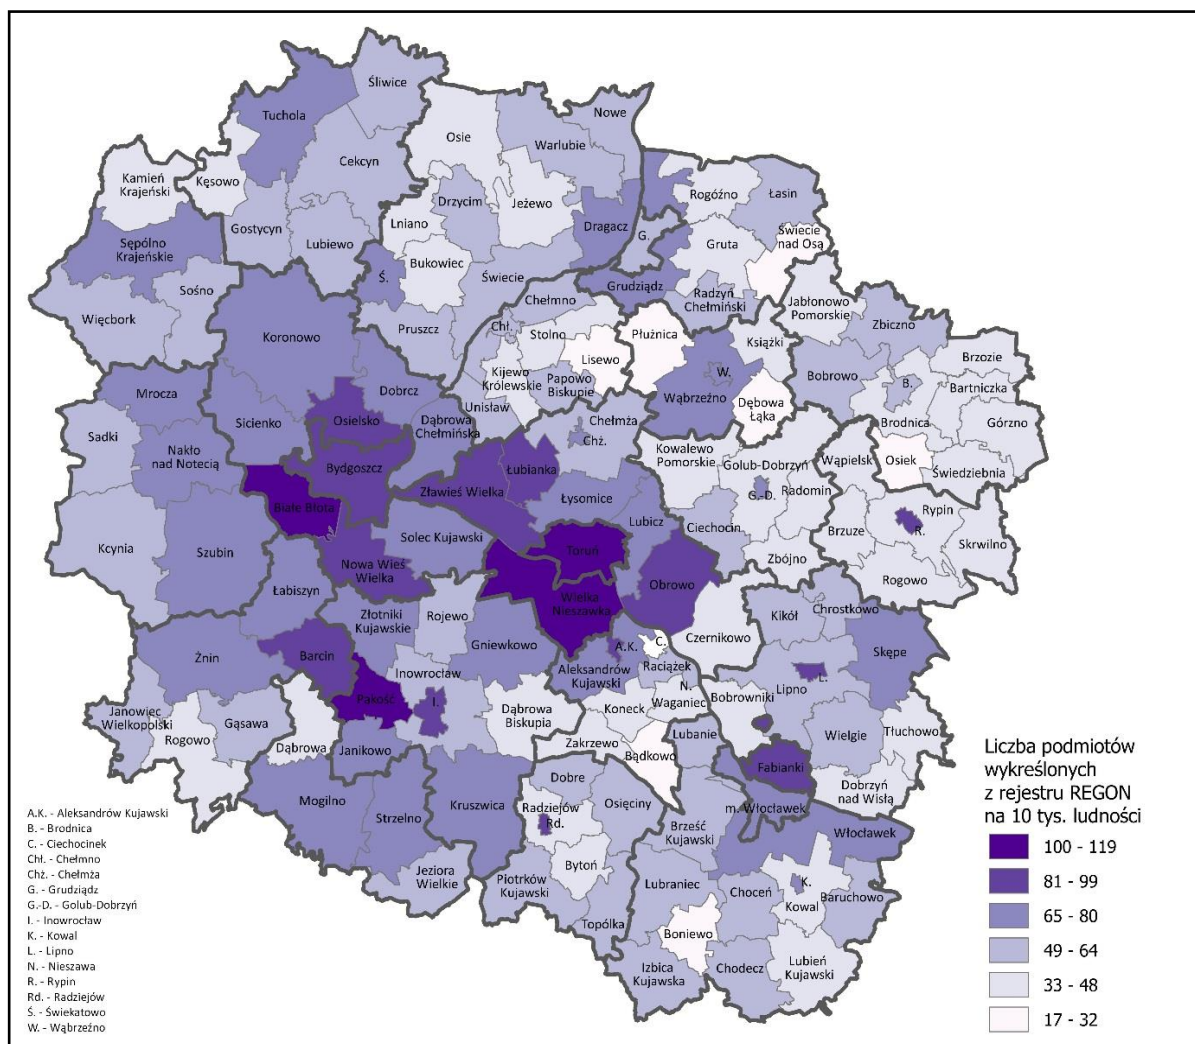 Śliwice
Tuchola
Nowe
Osie
Warlubie
Cekcyn
Kamień
Krajeński
Kęsowo
Rogóźno
Łasin
Drzycim
Jeżewo
Lniano
Dragacz
Gostycyn
Lubiewo
Świecie
nad Osą
G.
Gruta
Sępólno
Krajeńskie
Bukowiec
Ś.
Świecie
Grudziądz
Sośno
Radzyń
Chełmiński
Jabłonowo
Pomorskie
Więcbork
Chełmno
Pruszcz
Chł.
Stolno
Płużnica
Zbiczno
Koronowo
Książki
Lisewo
Brzozie
Kijewo
Królewskie
Papowo
Biskupie
W.
Bobrowo
B.
Bartniczka
Mrocza
Dobrcz
Wąbrzeźno
Dębowa
Łąka
Unisław
Osielsko
Dąbrowa
Chełmińska
Chełmża
Chż.
Brodnica
Górzno
Sicienko
Sadki
Nakło
nad Notecią
Kowalewo
Pomorskie
Golub-Dobrzyń
Wąpielsk
Osiek
Świedziebnia
Bydgoszcz
Łubianka
Zławieś Wielka
G.-D.
Radomin
Łysomice
Białe Błota
Rypin
R.
Lubicz
Ciechocin
Brzuze
Skrwilno
Kcynia
Szubin
Solec Kujawski
Toruń
Zbójno
Nowa Wieś
Wielka
Obrowo
Rogowo
Łabiszyn
Wielka
Nieszawka
Złotniki
Kujawskie
Rojewo
Kikół
Chrostkowo
Czernikowo
Gniewkowo
A.K.
C.
Skępe
Żnin
Barcin
Aleksandrów
Kujawski
Raciążek
Inowrocław
L.
Lipno
N.
Pakość
I.
Waganiec
Bobrowniki
Janowiec
Wielkopolski
Gąsawa
Dąbrowa
Biskupia
Koneck
Rogowo
Dąbrowa
Janikowo
Zakrzewo
Lubanie
Wielgie
Tłuchowo
Bądkowo
Fabianki
Dobre
Dobrzyń
nad Wisłą
Mogilno
Kruszwica
Osięciny
Strzelno
Radziejów
Rd.
m. Włocławek
Brześć
Kujawski
Włocławek
Bytoń
Jeziora
Wielkie
Piotrków
Kujawski
Lubraniec
Choceń
K.
Kowal
Baruchowo
Topólka
Boniewo
Lubień
Kujawski
Izbica
Kujawska
Chodecz
A.K. - Aleksandrów Kujawski
B. - Brodnica
C. - Ciechocinek
Chł. - Chełmno
Chż. - Chełmża
G. - Grudziądz
G.-D. - Golub-Dobrzyń
I. - Inowrocław
K. - Kowal
L. - Lipno
N. - Nieszawa
R. - Rypin
Rd. - Radziejów
Ś. - Świekatowo
W. - Wąbrzeźno
Liczba podmiotów
wykreślonych
z rejestru REGON
na 10 tys. ludności
100 - 119
81 - 99
65 - 80
49 - 64
33 - 48
17 - 32